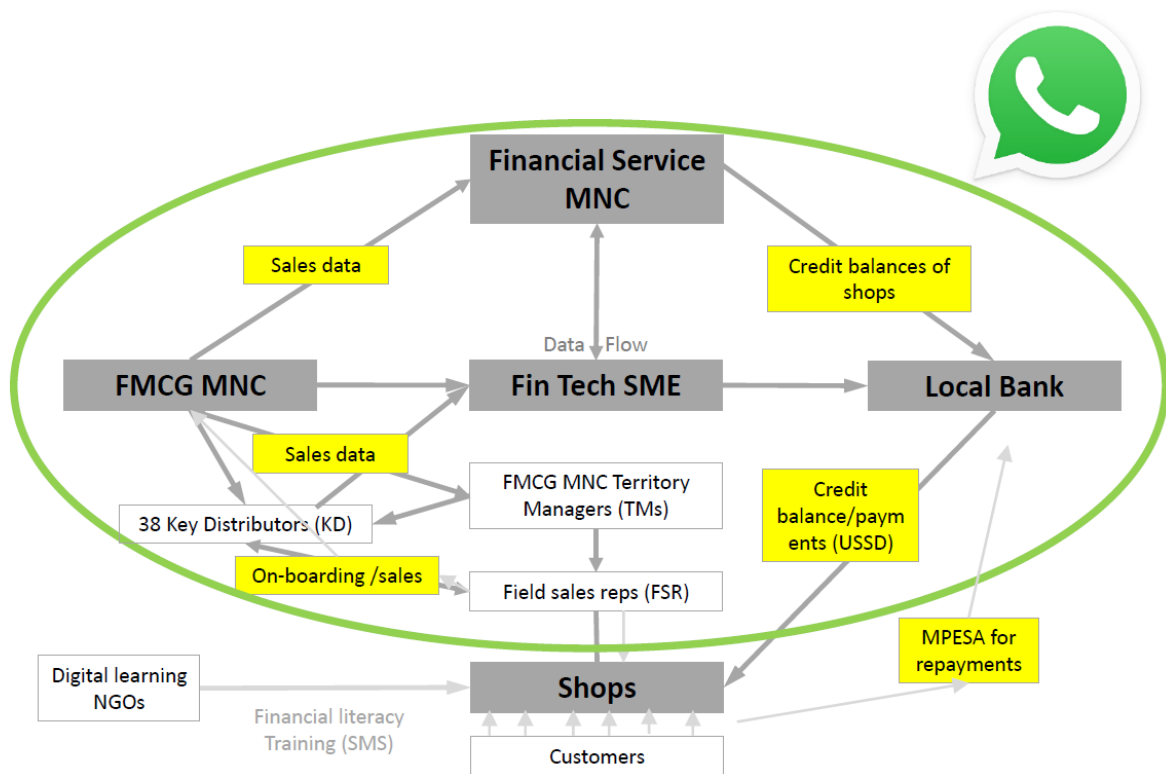 Financial Service
MNC
Sales data
Credit balances of
shops
Data Flow
FMCG MNC
Fin Tech SME
Local Bank
Sales data
FMCG MNC Territory
Managers (TMs)
Credit
balance/paym
ents (USSD)
38 Key Distributors (KD)
On-boarding /sales
Field sales reps (FSR)
MPESA for
repayments
Digital learning
NGOs
Shops
Financial literacy
Training (SMS)
Customers